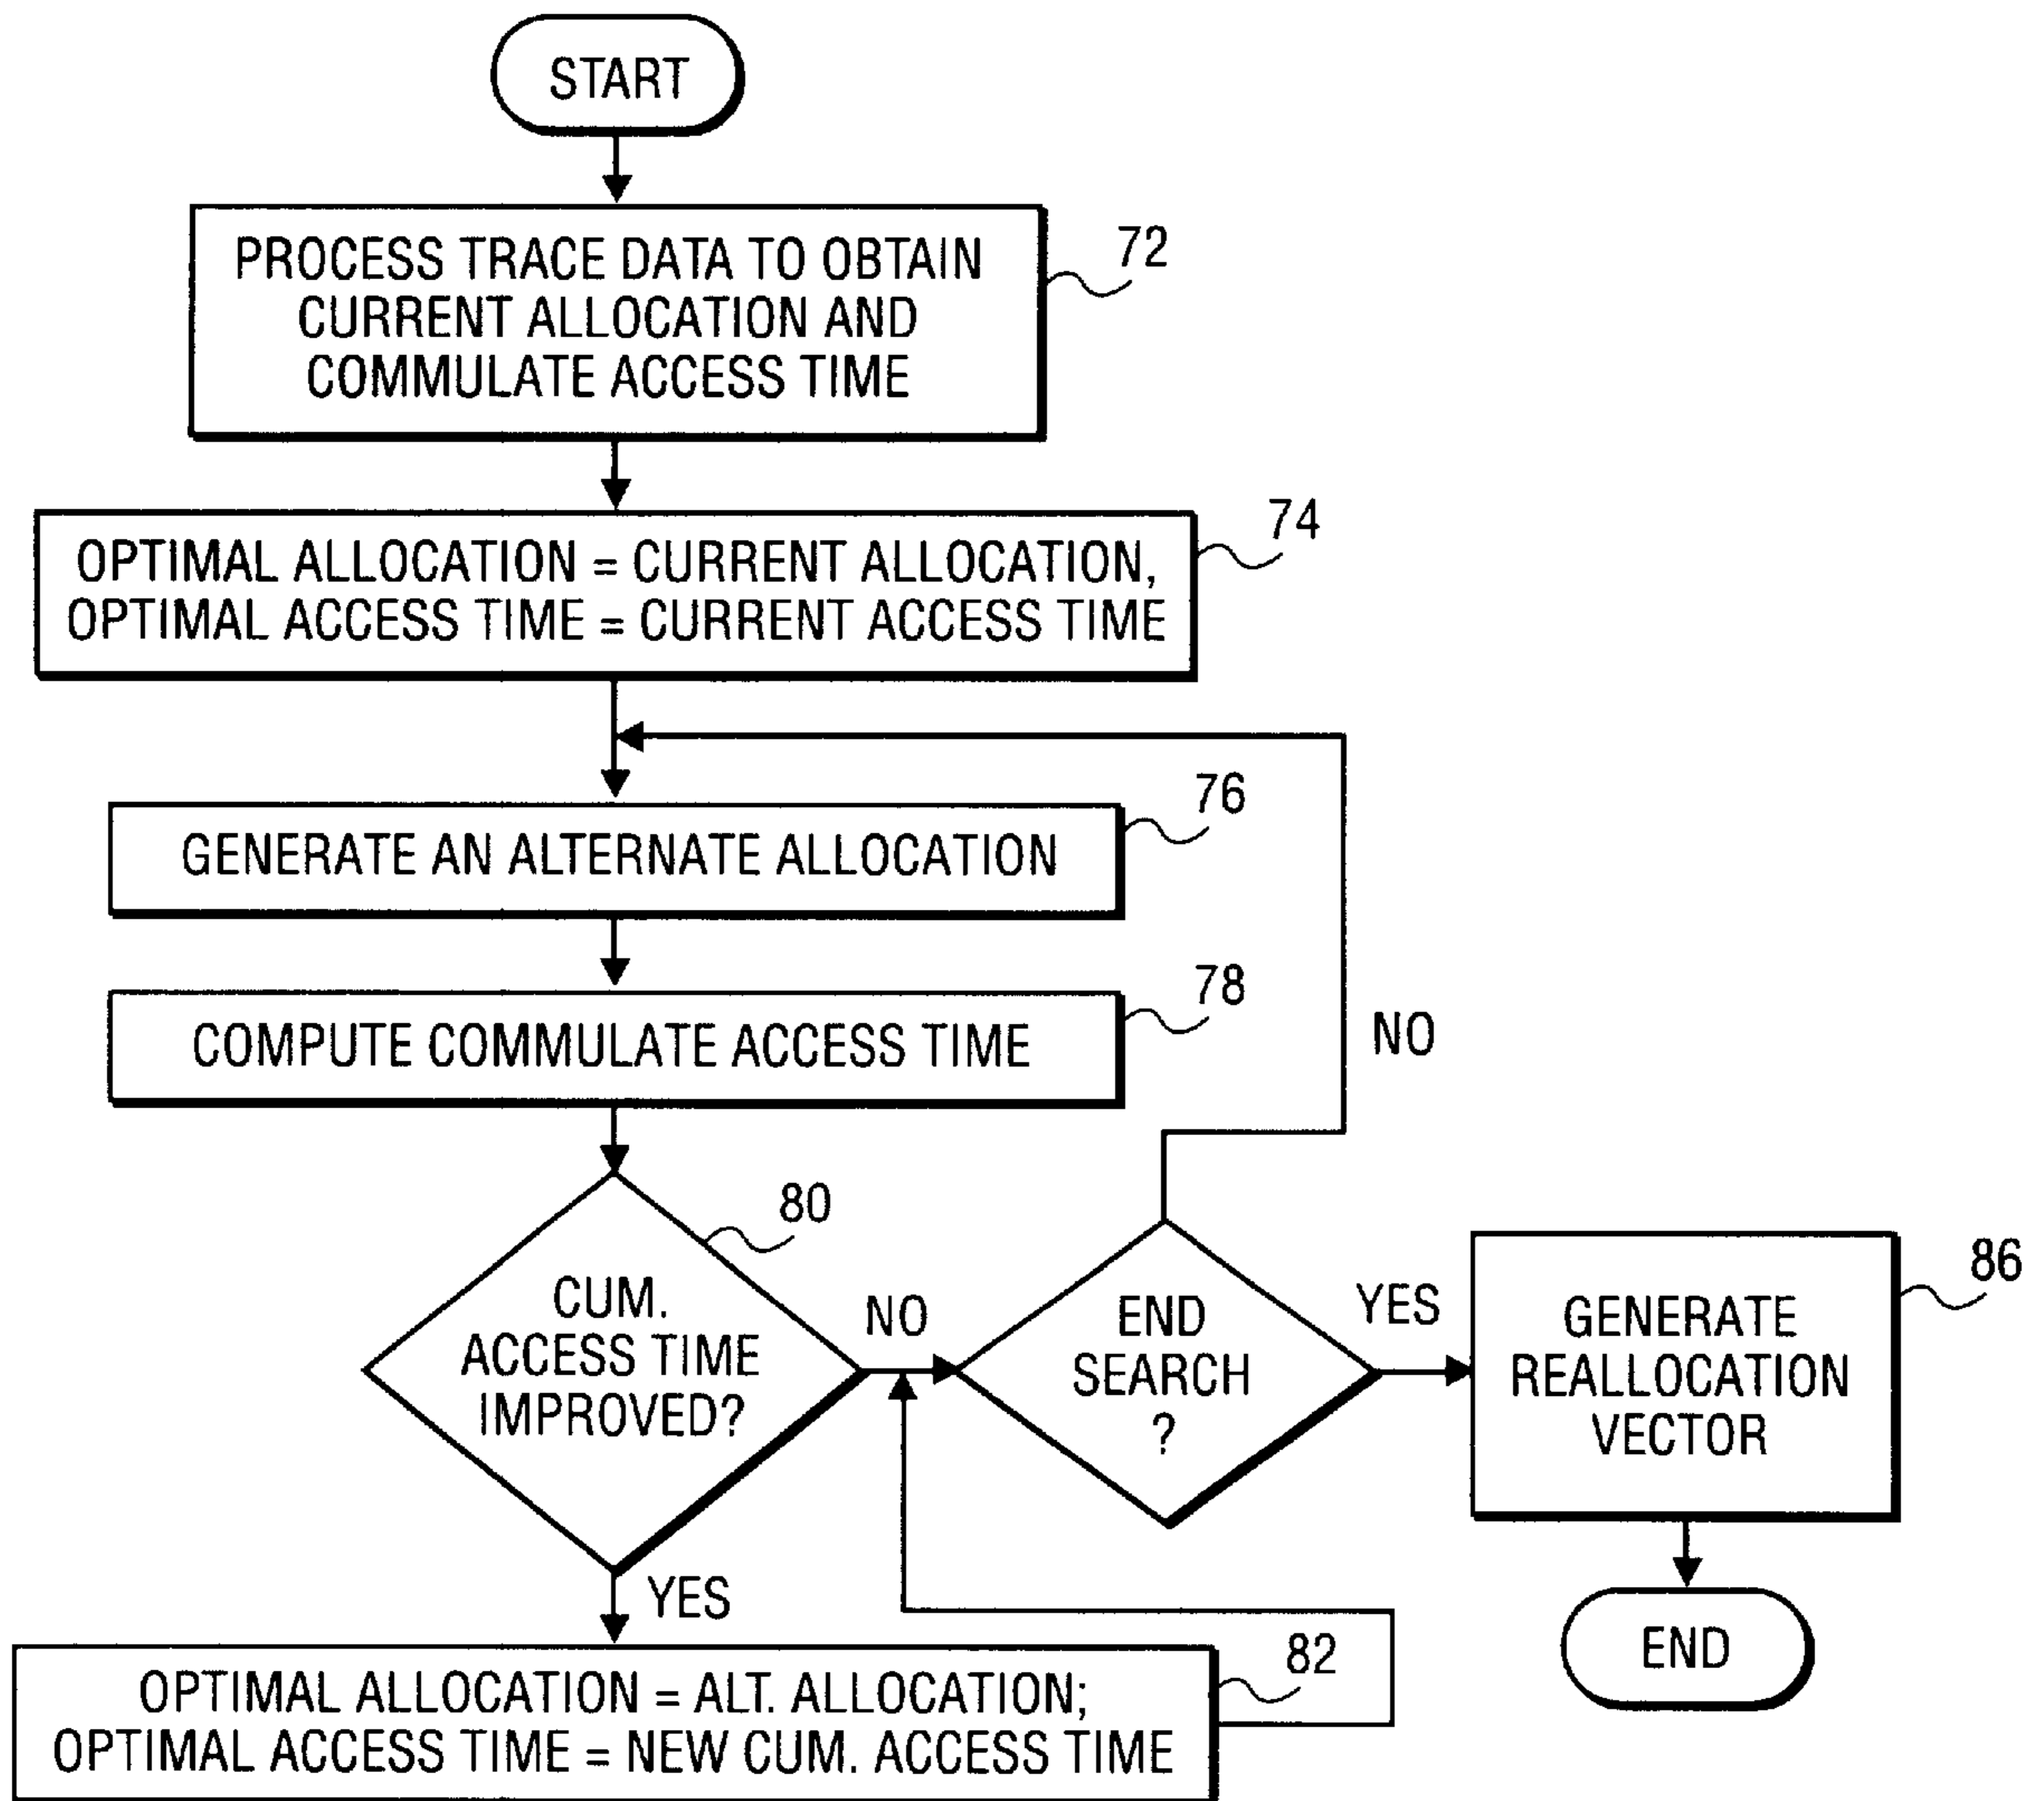 START
PROCESS TRACE DATA TO OBTAIN
CURRENT ALLOCATION AND
COMMULATE ACCESS TIME
72
OPTIMAL ALLOCATION = CURRENT ALLOCATION,
OPTIMAL ACCESS TIME = CURRENT ACCESS TIME
74
GENERATE AN ALTERNATE ALLOCATION
76
COMPUTE COMMULATE ACCESS TIME
78
NO
CUM.
ACCESS TIME
IMPROVED?
80
NO
END
SEARCH
?
YES
GENERATE
REALLOCATION
VECTOR
86
YES
OPTIMAL ALLOCATION = ALT. ALLOCATION;
OPTIMAL ACCESS TIME = NEW CUM. ACCESS TIME
82
END